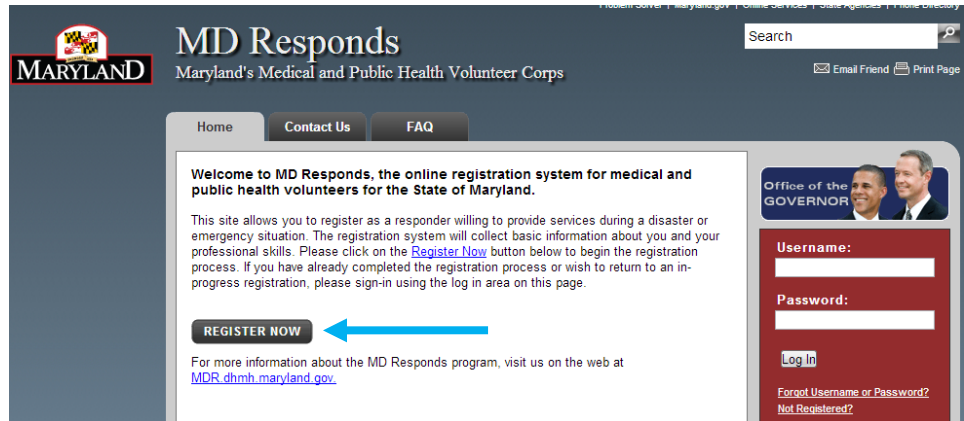 Problem Solver | Maryland.gov | Online Services | State Agencies | Phone Directory
MARYLAND
MD Responds
Maryland's Medical and Public Health Volunteer Corps
Search
Email Friend Print Page
Home Contact Us FAQ
Welcome to MD Responds, the online registration system for medical and
public health volunteers for the State of Maryland.
This site allows you to register as a responder willing to provide services during a disaster or
emergency situation. The registration system will collect basic information about you and your
professional skills. Please click on the Register Now button below to begin the registration
process. If you have already completed the registration process or wish to return to an in-
progress registration, please sign-in using the log in area on this page.
REGISTER NOW
For more information about the MD Responds program, visit us on the web at
MDR.dhmh.maryland.gov.
Office of the
GOVERNOR
Username:
Password:
Log In
Forgot Username or Password?
Not Registered?